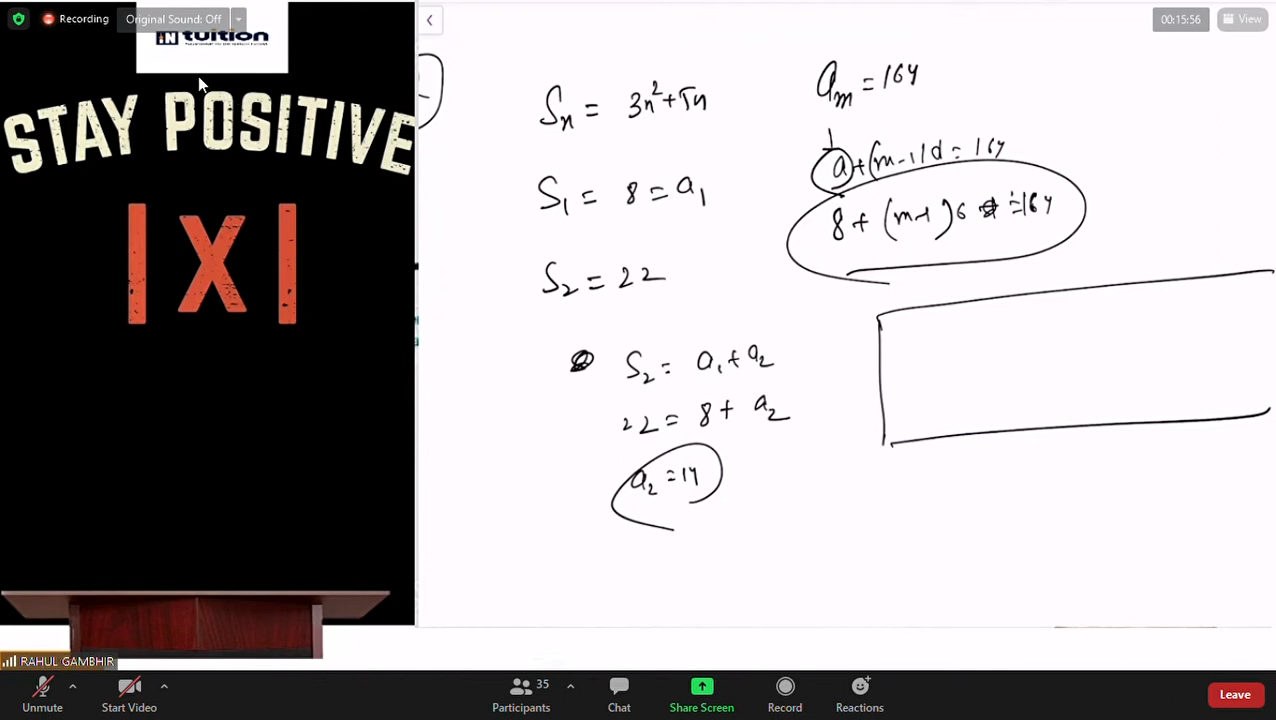 Recording
Original Sound: Off
INtuition
STAY POSITIVE
|X|
Sn = 3n²+5n
S1 = 8 = a1
S2 = 22
S2 = a1+a2
22 = 8+ a2
a2 =14
am = 164
a+(m-1)d = 164
8+ (m-1)6 =164
00:15:56
View
RAHUL GAMBHIR
Unmute
Start Video
35
Participants
Chat
Share Screen
Record
Reactions
Leave